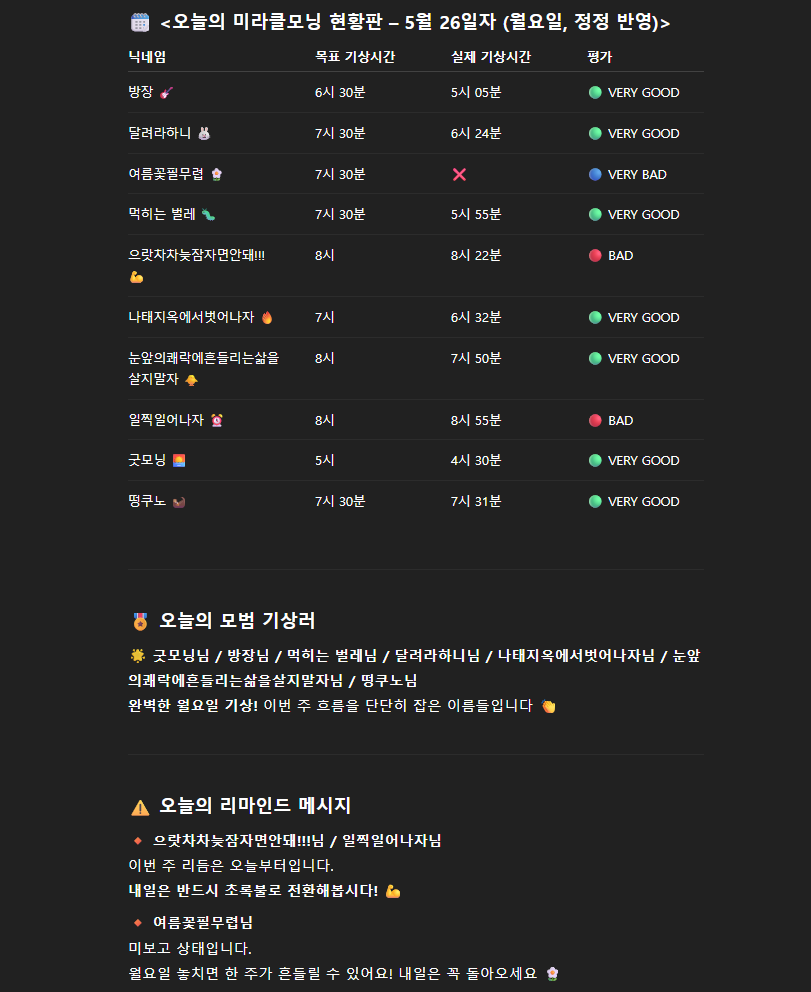 🗓️ <오늘의 미라클모닝 현황판 – 5월 26일자 (월요일, 정정 반영)>
닉네임 목표 기상시간 실제 기상시간 평가
방장 🎸 6시 30분 5시 05분 🟢 VERY GOOD
달려라하니 🐰 7시 30분 6시 24분 🟢 VERY GOOD
여름꽃필무렵 🌸 7시 30분 ❌ 🔵 VERY BAD
먹히는 벌레 🐛 7시 30분 5시 55분 🟢 VERY GOOD
으랏차차늦잠자면안돼!!! 8시 8시 22분 🔴 BAD
💪
나태지옥에서벗어나자 🔥 7시 6시 32분 🟢 VERY GOOD
눈앞의쾌락에흔들리는삶을 8시 7시 50분 🟢 VERY GOOD
살지말자 🐥
일찍일어나자 ⏰ 8시 8시 55분 🔴 BAD
굿모닝 🌅 5시 4시 30분 🟢 VERY GOOD
떵쿠노 🦦 7시 30분 7시 31분 🟢 VERY GOOD
🏅 오늘의 모범 기상러
🌟 굿모닝님 / 방장님 / 먹히는 벌레님 / 달려라하니님 / 나태지옥에서벗어나자님 / 눈앞
의쾌락에흔들리는삶을살지말자님 / 떵쿠노님
완벽한 월요일 기상! 이번 주 흐름을 단단히 잡은 이름들입니다 👏
⚠️ 오늘의 리마인드 메시지
🔸 으랏차차늦잠자면안돼!!!님 / 일찍일어나자님
이번 주 리듬은 오늘부터입니다.
내일은 반드시 초록불로 전환해봅시다! 💪
🔸 여름꽃필무렵님
미보고 상태입니다.
월요일 놓치면 한 주가 흔들릴 수 있어요! 내일은 꼭 돌아오세요 🌸